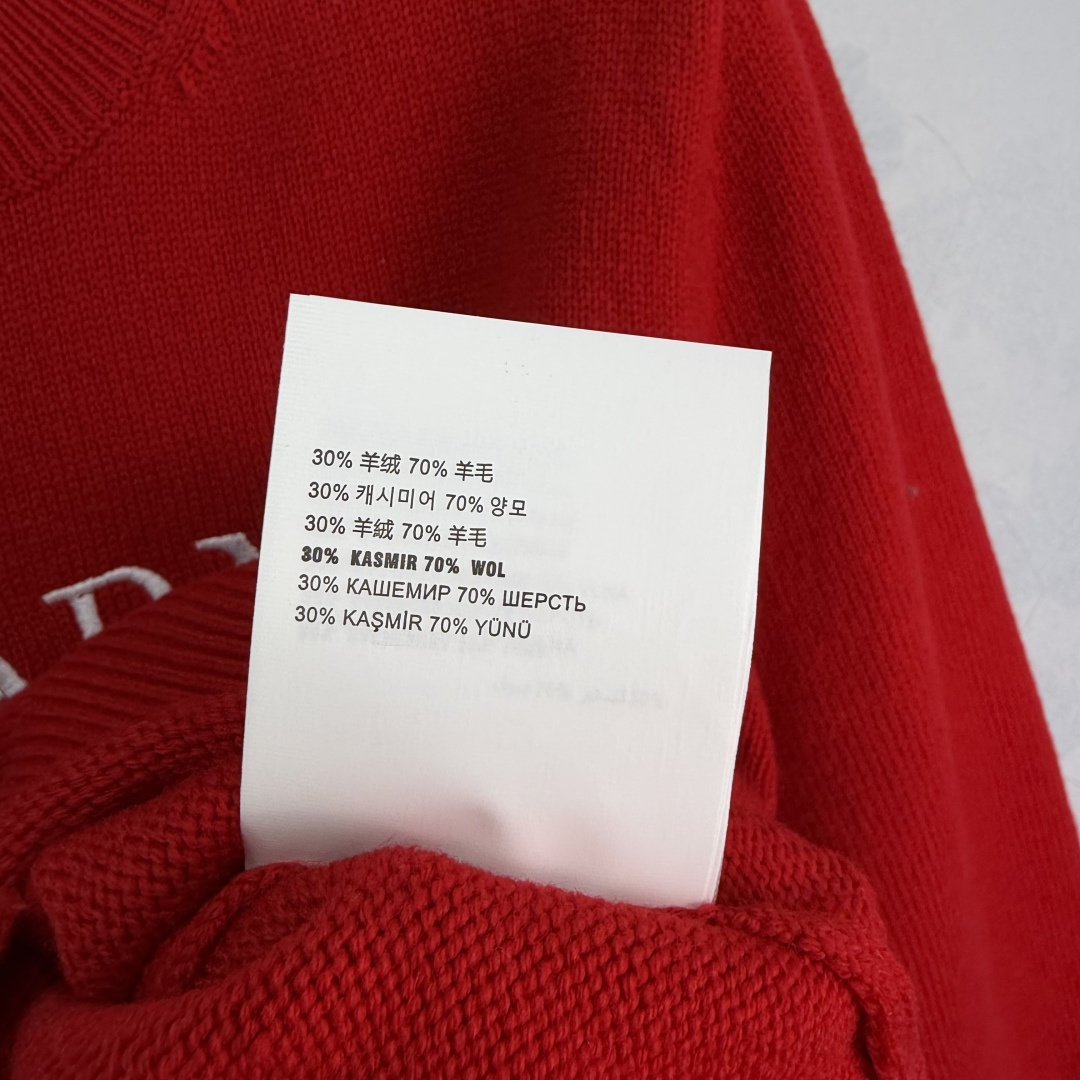 30% 羊绒 70% 羊毛
30% 캐시미어 70% 양모
30% 羊絨 70% 羊毛
30% KASMIR 70% WOL
30% КАШЕМИР 70% ШЕРСТЬ
30% KAŞMİR 70% YÜNÜ